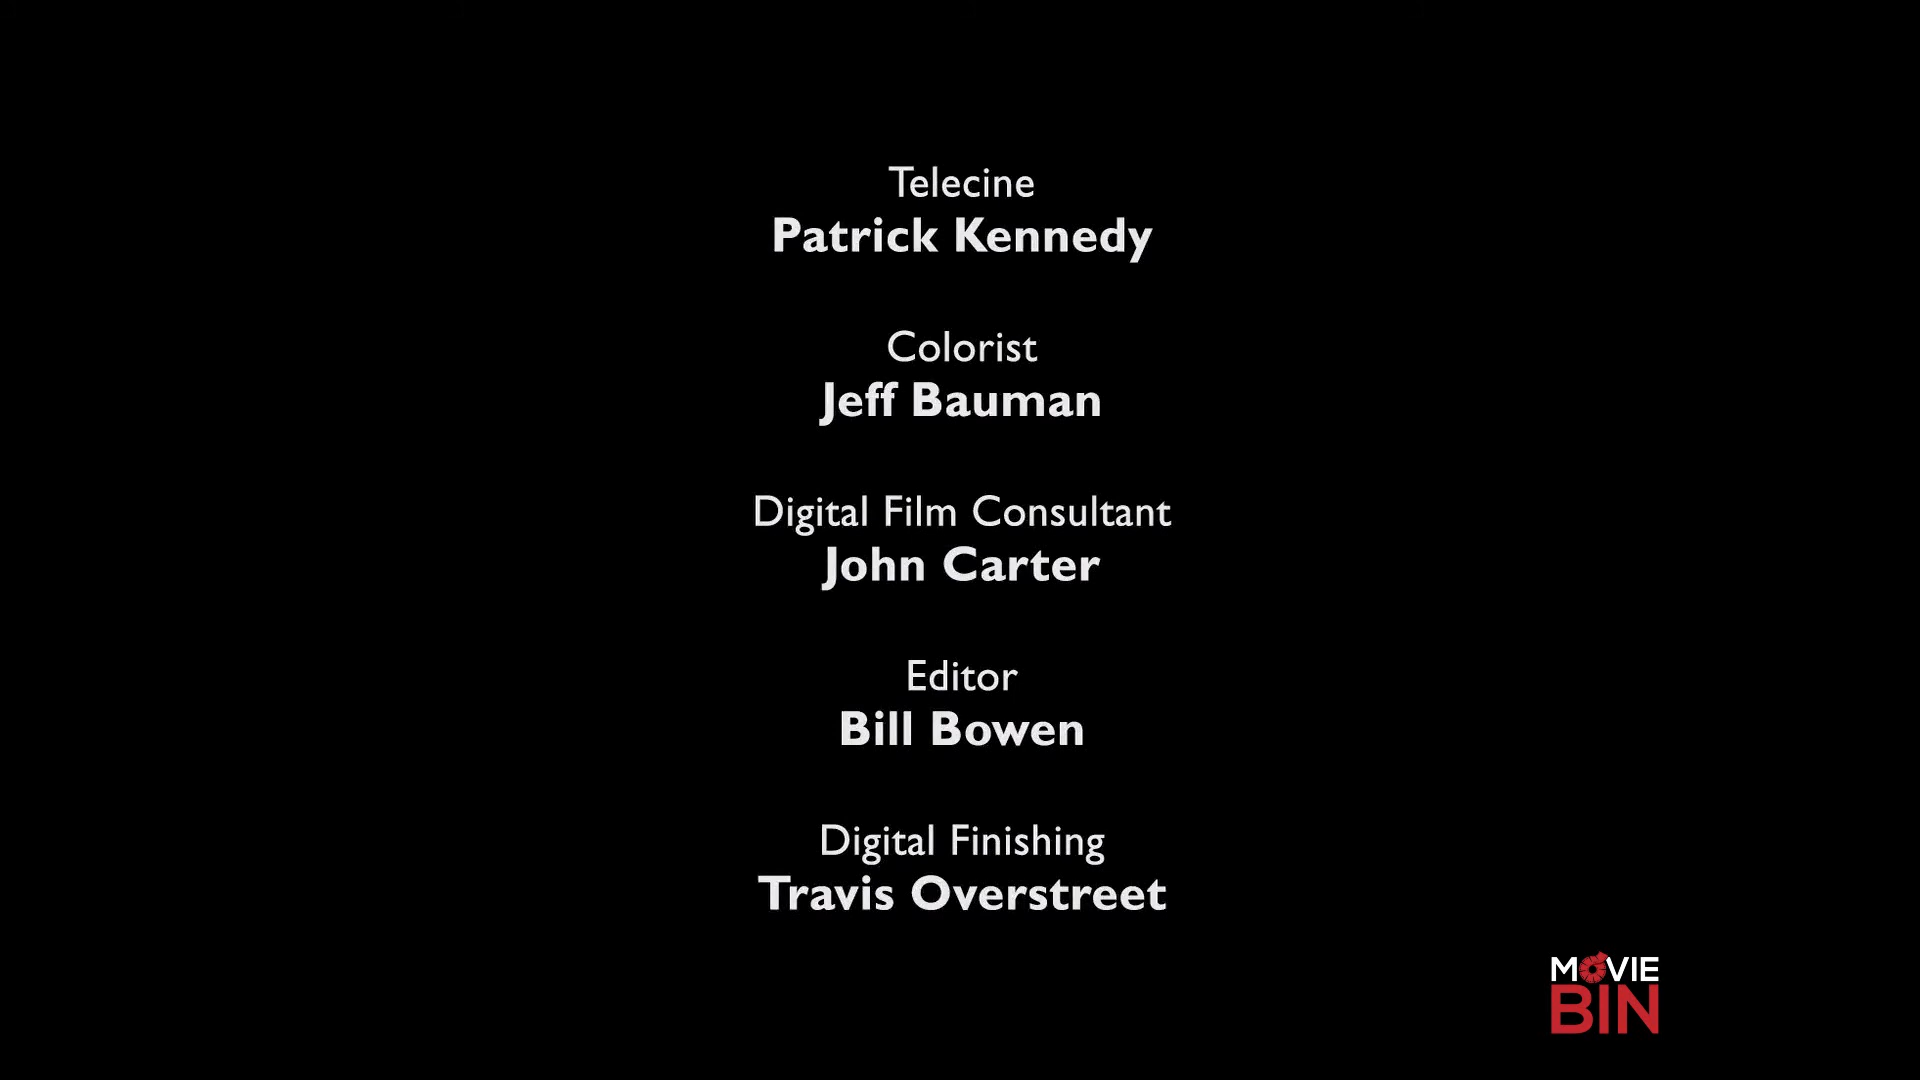 Telecine
Patrick Kennedy
Colorist
Jeff Bauman
Digital Film Consultant
John Carter
Editor
Bill Bowen
Digital Finishing
Travis Overstreet
MOVIE
BIN